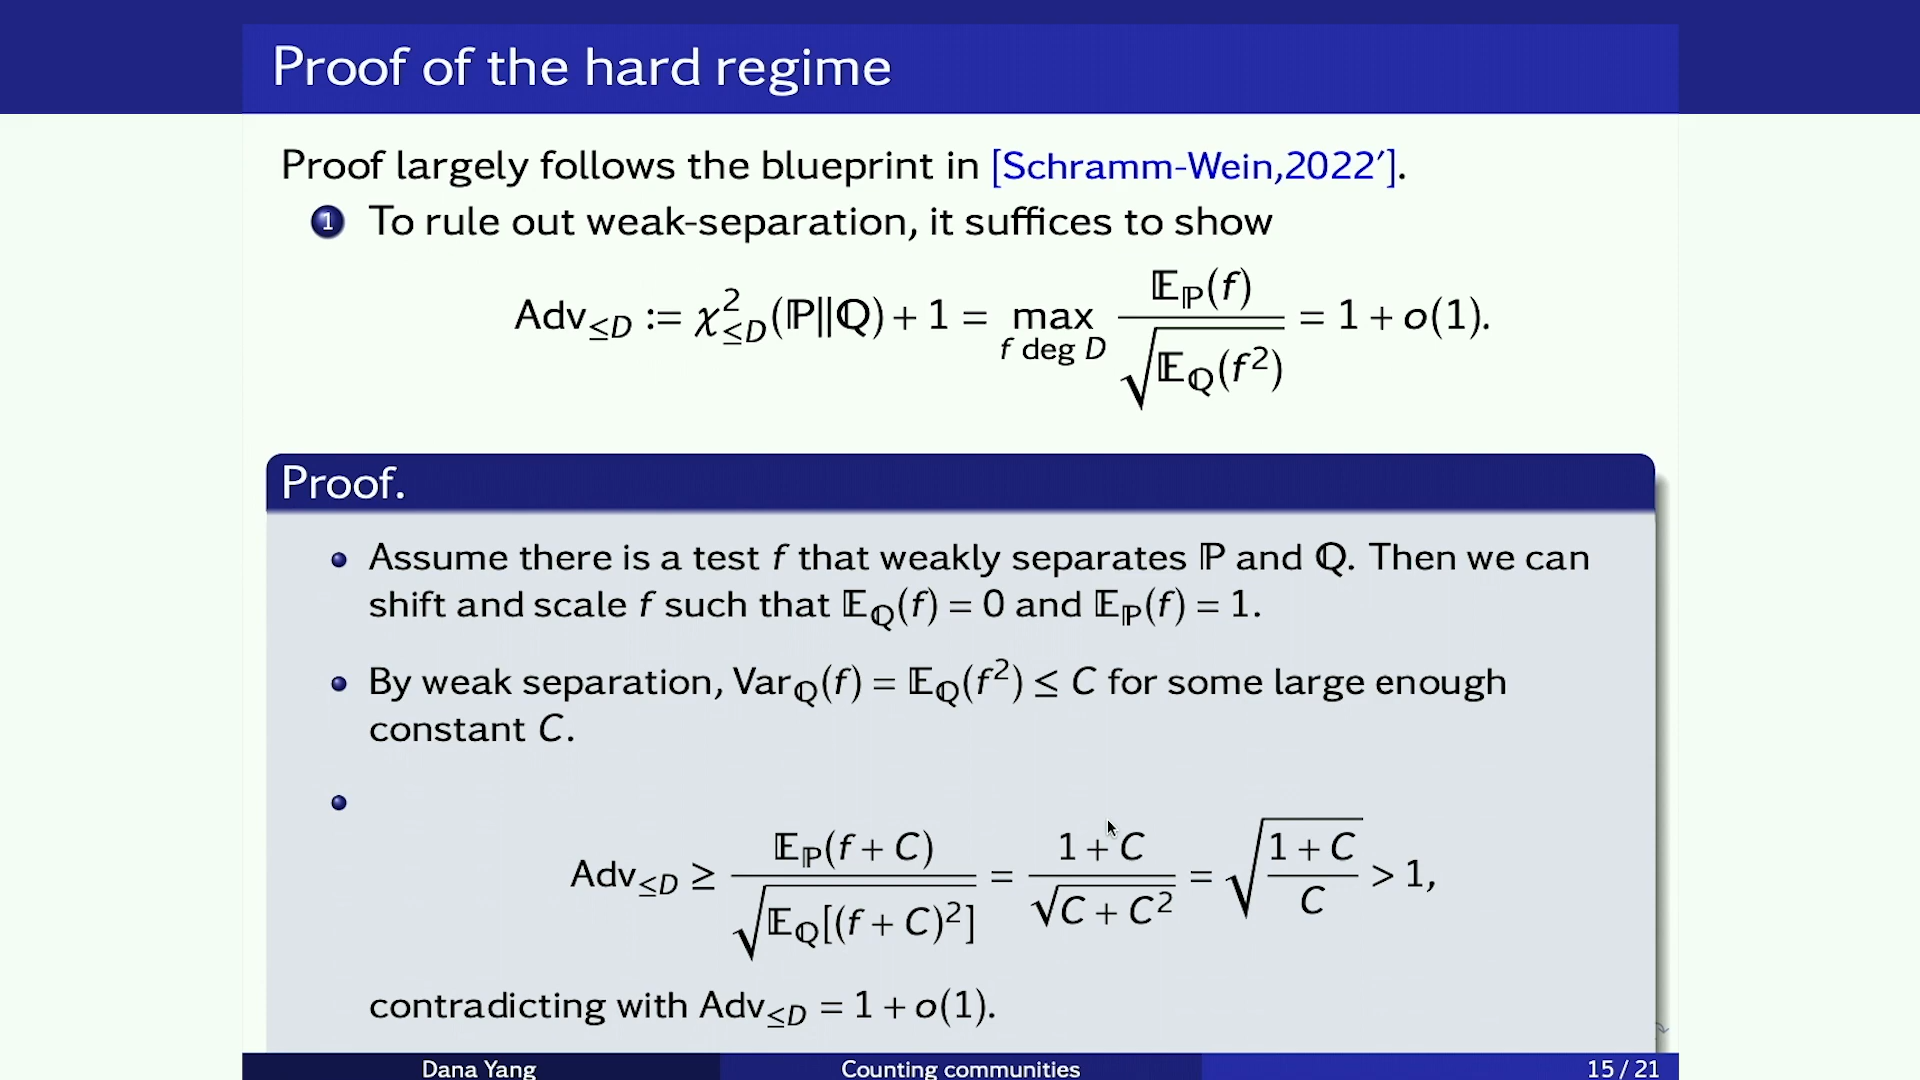 Proof of the hard regime
Proof largely follows the blueprint in [Schramm-Wein,2022′].
1 To rule out weak-separation, it suffices to show
Adv≤D := χ²≤D(ℙ‖ℚ) + 1 = max_{f deg D} 𝔼ℙ(f) / √𝔼ℚ(f²) = 1 + o(1).
Proof.
• Assume there is a test f that weakly separates ℙ and ℚ. Then we can
shift and scale f such that 𝔼ℚ(f) = 0 and 𝔼ℙ(f) = 1.
• By weak separation, Varℚ(f) = 𝔼ℚ(f²) ≤ C for some large enough
constant C.
• Adv≤D ≥ 𝔼ℙ(f + C) / √𝔼ℚ[(f + C)²] = (1 + C) / √(C + C²) = √((1 + C) / C) > 1,
contradicting with Adv≤D = 1 + o(1).
Dana Yang
Counting communities
15 / 21